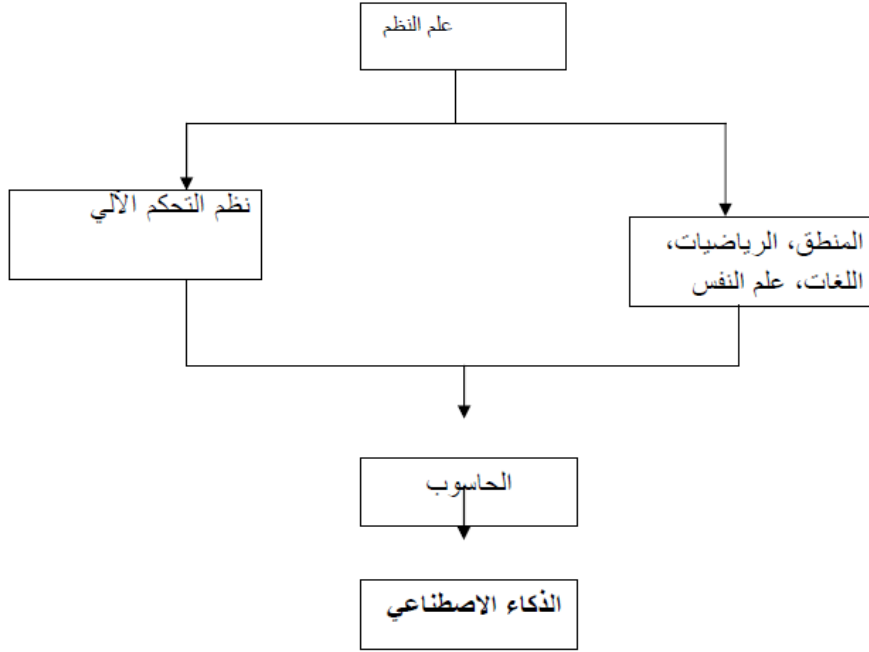 علم النظم
نظم التحكم الآلي
المنطق، الرياضيات،
اللغات، علم النفس
الحاسوب
الذكاء الاصطناعي